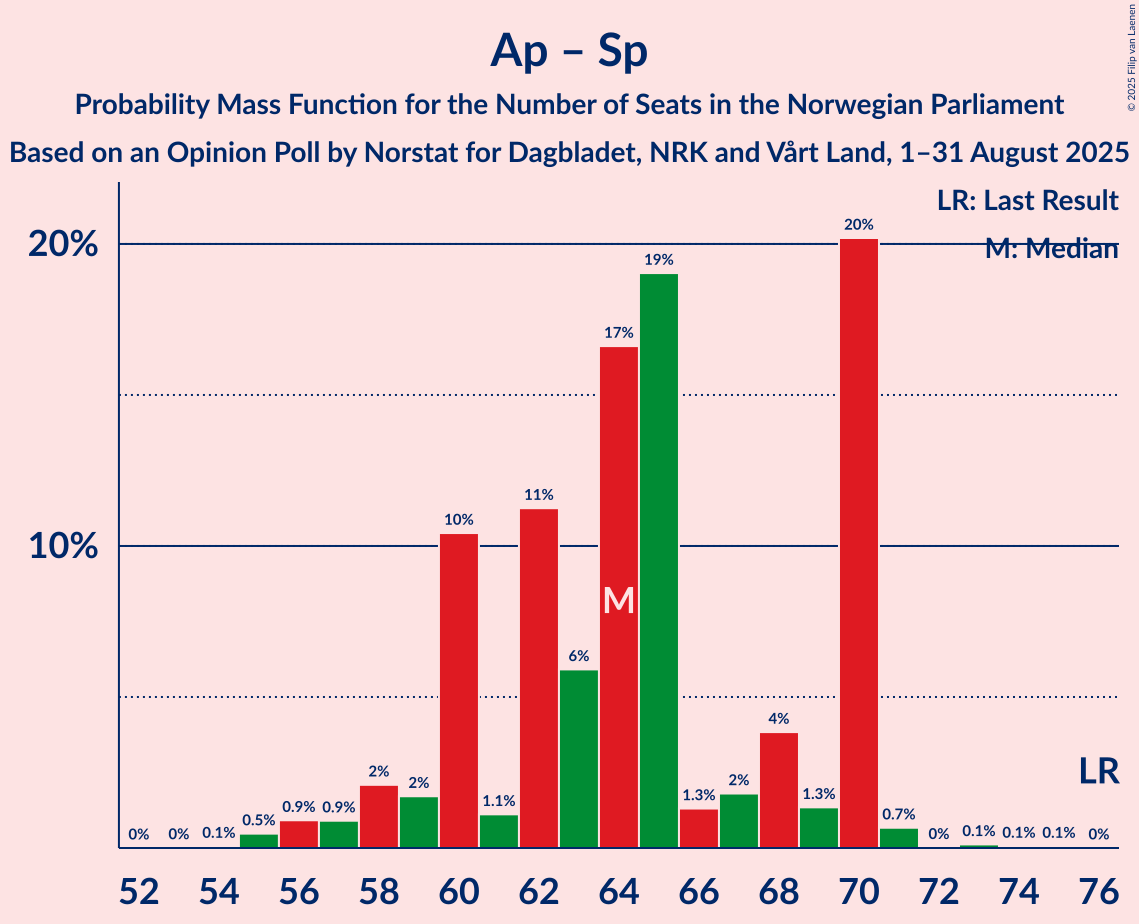 Ap – Sp
Probability Mass Function for the Number of Seats in the Norwegian Parliament
Based on an Opinion Poll by Norstat for Dagbladet, NRK and Vårt Land, 1–31 August 2025
© 2025 Filip van Laenen
LR: Last Result
M: Median
20%
10%
0% 0% 0.1% 0.5% 0.9% 0.9% 2% 2% 10% 1.1% 11% 6% 17% 19% 1.3% 2% 4% 1.3% 20% 0.7% 0% 0.1% 0.1% 0.1% 0%
M
LR
52 54 56 58 60 62 64 66 68 70 72 74 76